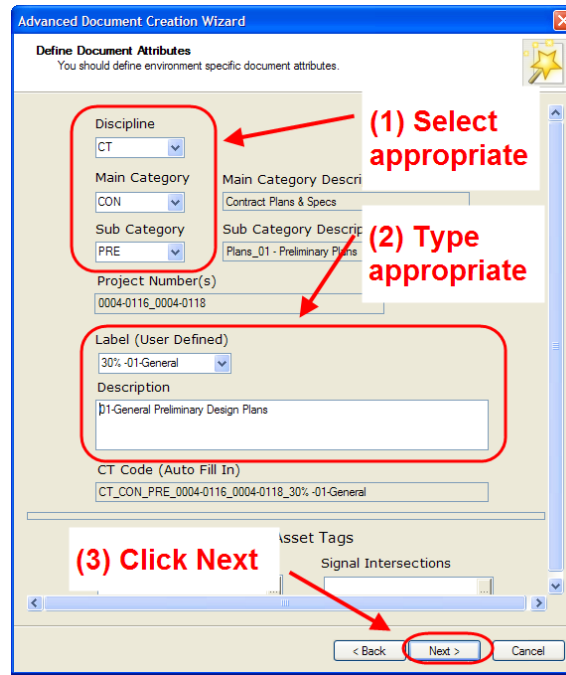 Advanced Document Creation Wizard
Define Document Attributes
You should define environment specific document attributes.
Discipline
CT
(1) Select
appropriate
Main Category
Main Category Descri
CON
Contract Plans & Specs
Sub Category
Sub Category Descrip
PRE
Plans_01 - Preliminary Plans
(2) Type
appropriate
Project Number(s)
0004-0116_0004-0118
Label (User Defined)
30% -01-General
Description
01-General Preliminary Design Plans
CT Code (Auto Fill In)
CT_CON_PRE_0004-0116_0004-0118_30% -01-General
Asset Tags
(3) Click Next
Signal Intersections
...
...
< Back
Next >
Cancel